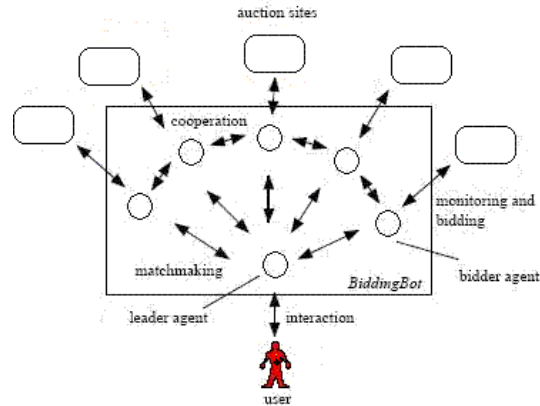 auction sites
cooperation
monitoring and
bidding
matchmaking
BiddingBot
bidder agent
leader agent
interaction
user